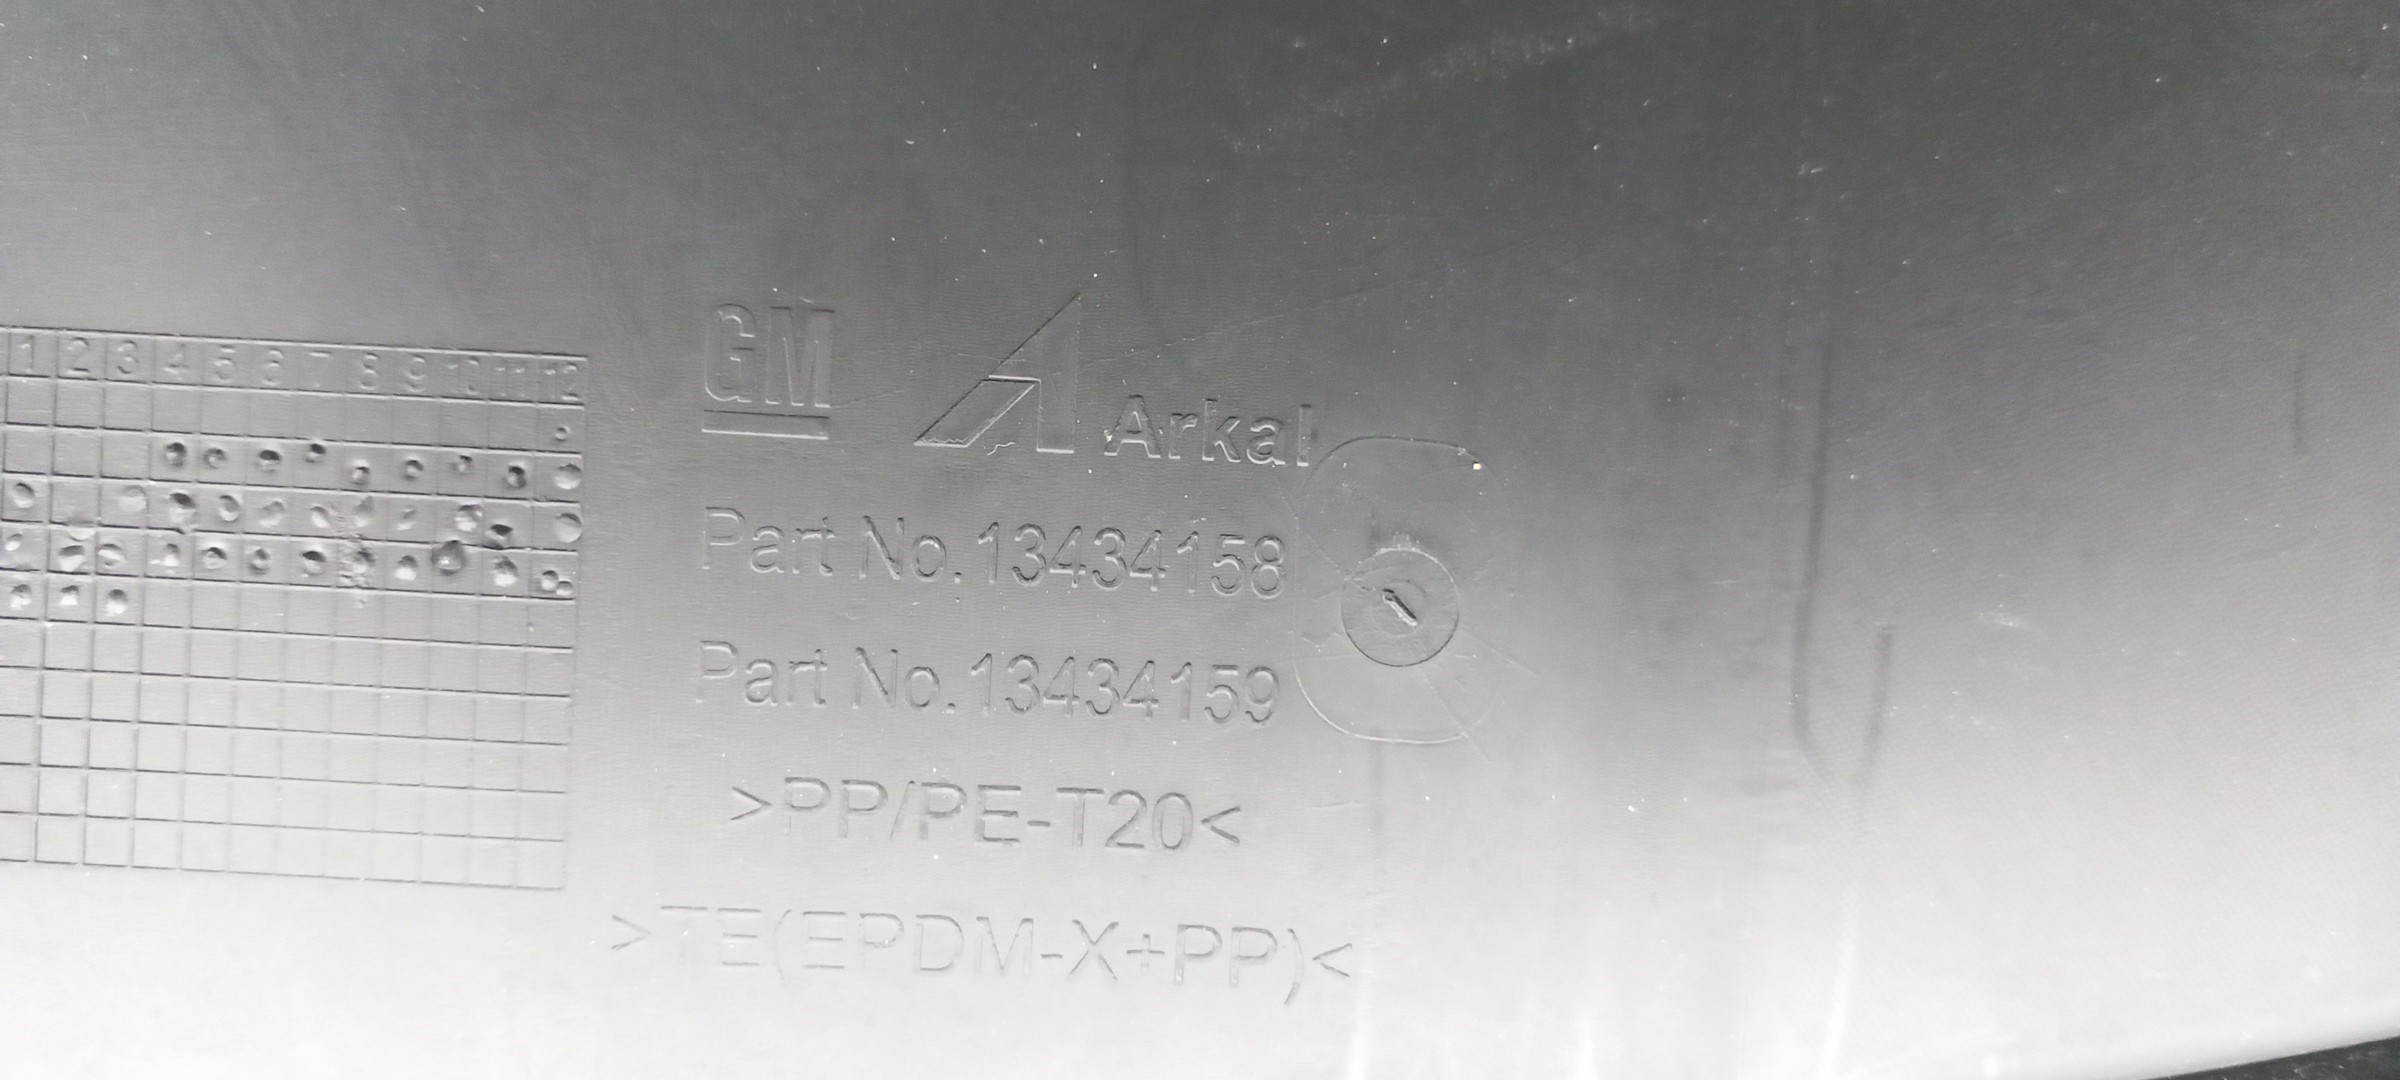 1 2 3 4 5 6 7 8 9 10 11 12
GM
Arkal
Part No.13434158
Part No.13434159
>PP/PE-T20<
>TE(EPDM-X+PP)<